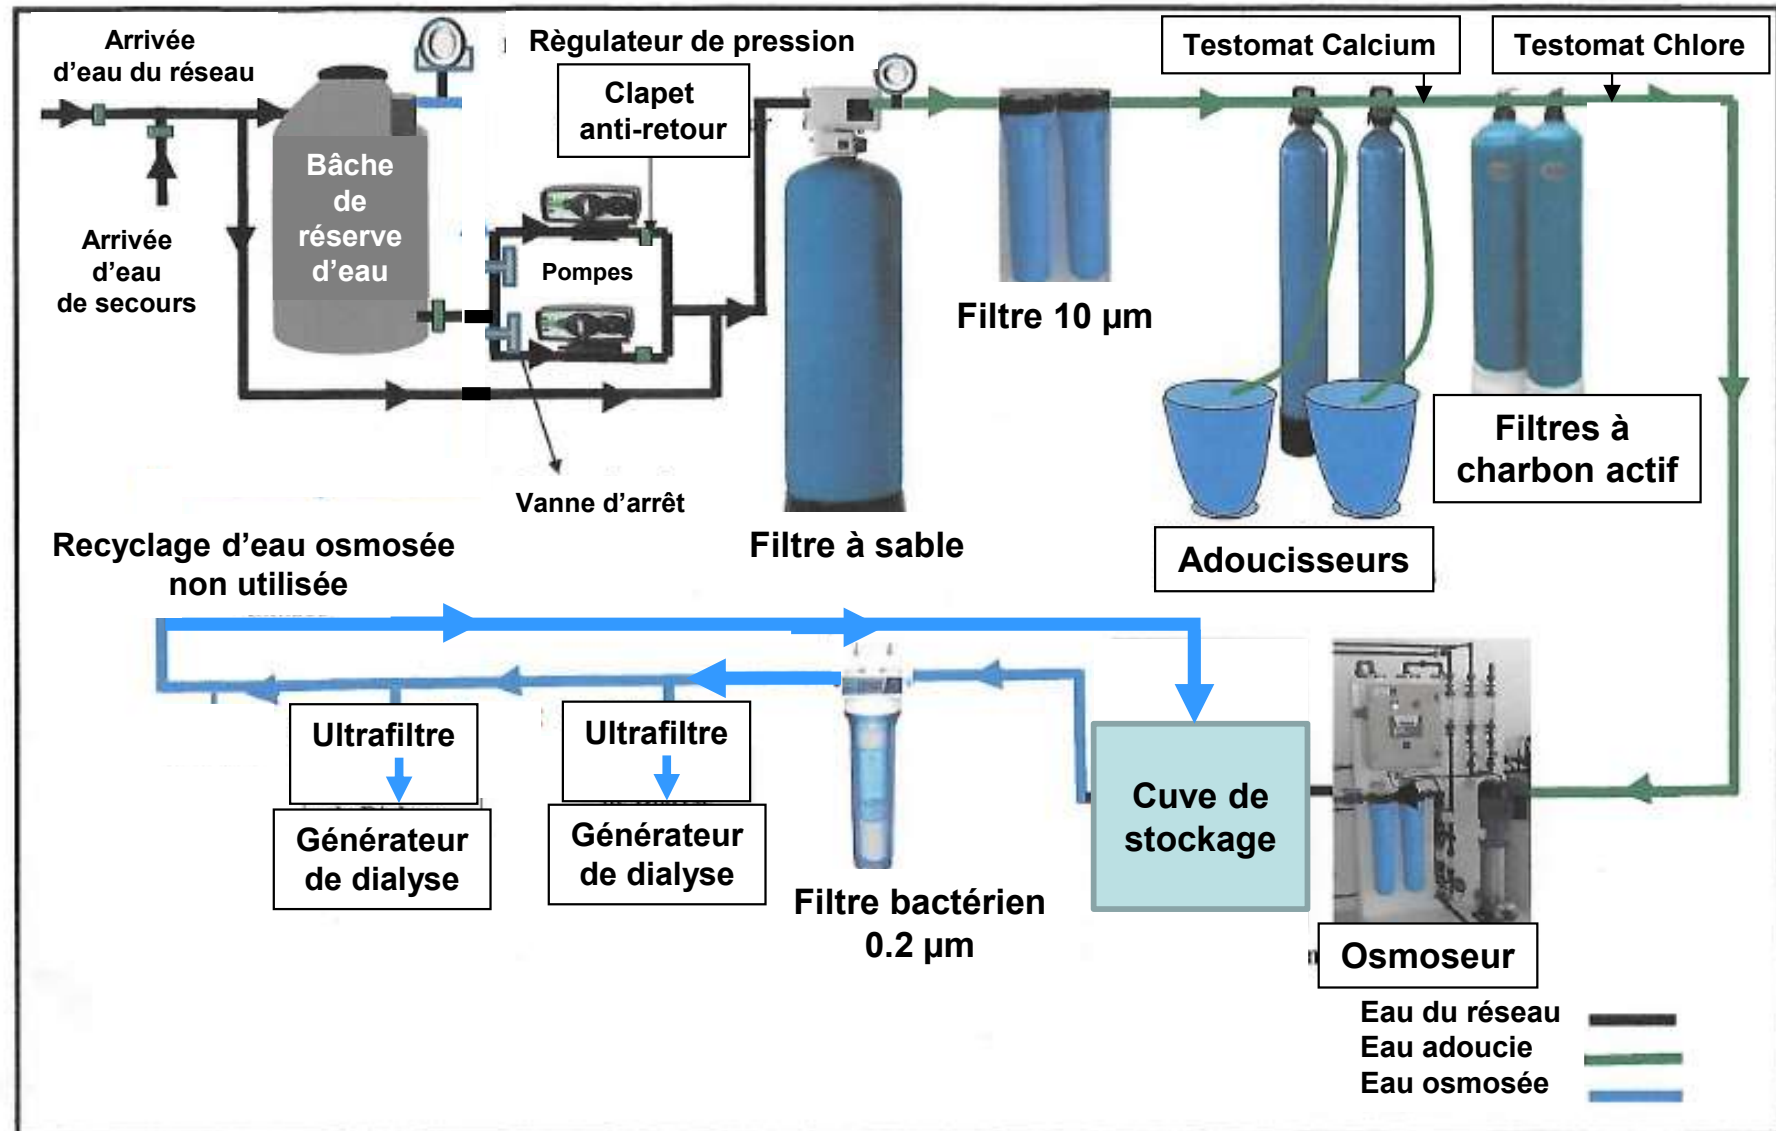 Arrivée
d'eau du réseau
Règulateur de pression
Testomat Calcium
Testomat Chlore
Clapet
anti-retour
Bâche
de
réserve
d'eau
Arrivée
d'eau
de secours
Pompes
Filtre 10 µm
Vanne d'arrêt
Filtres à
charbon actif
Filtre à sable
Adoucisseurs
Recyclage d'eau osmosée
non utilisée
Ultrafiltre
Ultrafiltre
Générateur
de dialyse
Générateur
de dialyse
Filtre bactérien
0.2 µm
Cuve de
stockage
Osmoseur
Eau du réseau
Eau adoucie
Eau osmosée